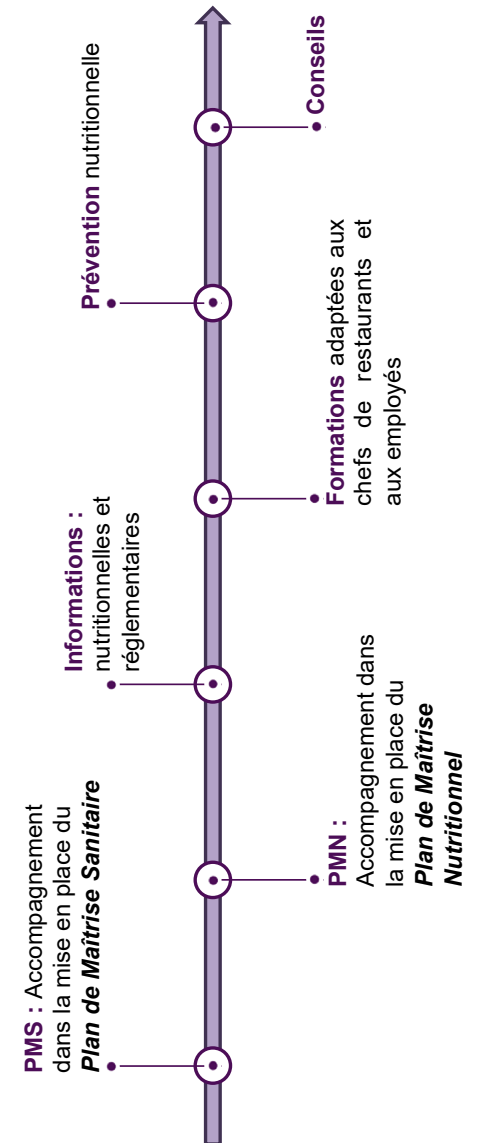 PMS : Accompagnement
dans la mise en place du
Plan de Maîtrise Sanitaire
PMN :
Accompagnement dans
la mise en place du
Plan de Maîtrise
Nutritionnel
Informations :
nutritionnelles et
réglementaires
Formations adaptées aux
chefs de restaurants et
aux employés
Prévention nutritionnelle
Conseils